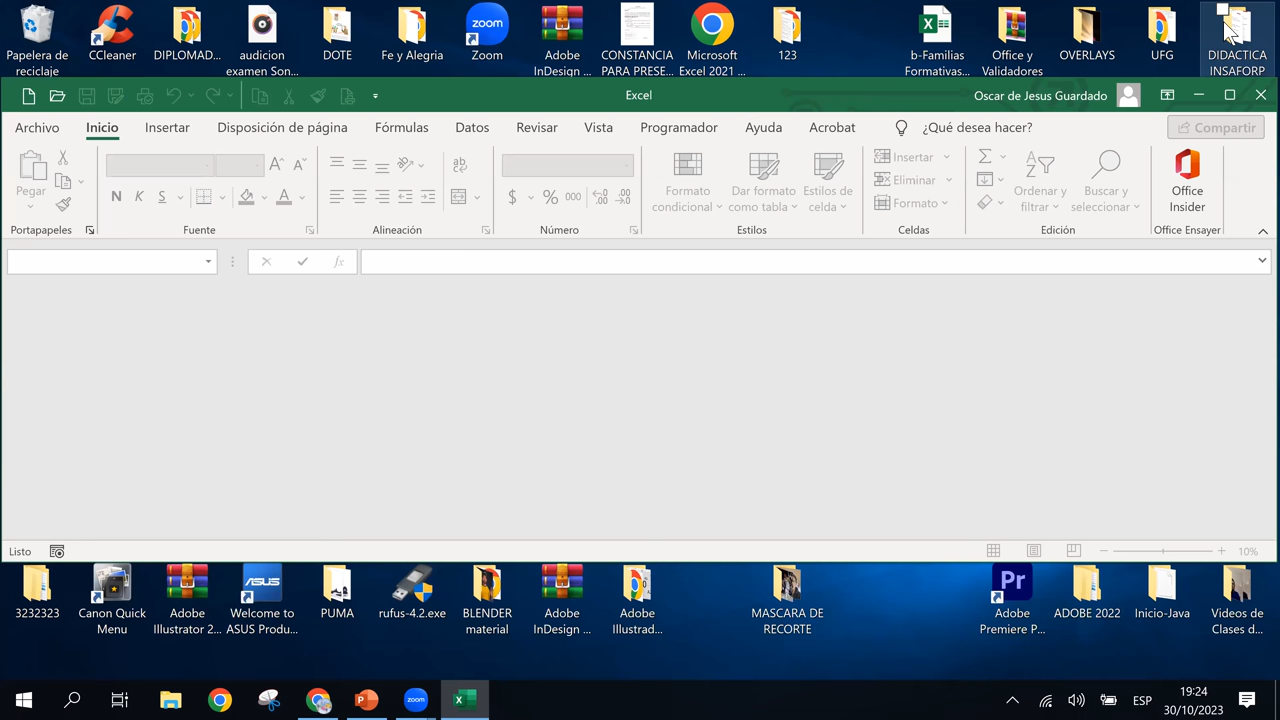 Papelera de
reciclaje
CCleaner
DIPLOM...
audicion
examen Son...
DOTE
Fe y Alegria
zoom
Zoom
Adobe
InDesign ...
CONSTANCIA
PARA PRESE...
Microsoft
Excel 2021 ...
123
b-Familias
Formativas...
Office y
Validadores
OVERLAYS
UFG
DIDACTICA
INSAFORP
Excel
Oscar de Jesus Guardado
Archivo Inicio Insertar Disposición de página Fórmulas Datos Revisar Vista Programador Ayuda Acrobat ¿Qué desea hacer? Compartir
Pegar
Portapapeles
N K S A
Fuente
ab
Alineación
$ % 000
Número
Formato
condicional
Dar formato
como tabla
Estilos de
celda
Estilos
Insertar
Eliminar
Formato
Celdas
Ordenar y
filtrar
Buscar y
seleccionar
Edición
Office
Insider
Office Ensayer
fx
Listo
10%
3232323
Canon Quick
Menu
Adobe
Illustrator 2...
ASUS
Welcome to
ASUS Produ...
PUMA
rufus-4.2.exe
BLENDER
material
Adobe
InDesign ...
Adobe
Illustrad...
MASCARA DE
RECORTE
Pr
Adobe
Premiere P...
ADOBE 2022
Inicio-Java
Videos de
Clases d...
zoom
ESP
19:24
30/10/2023